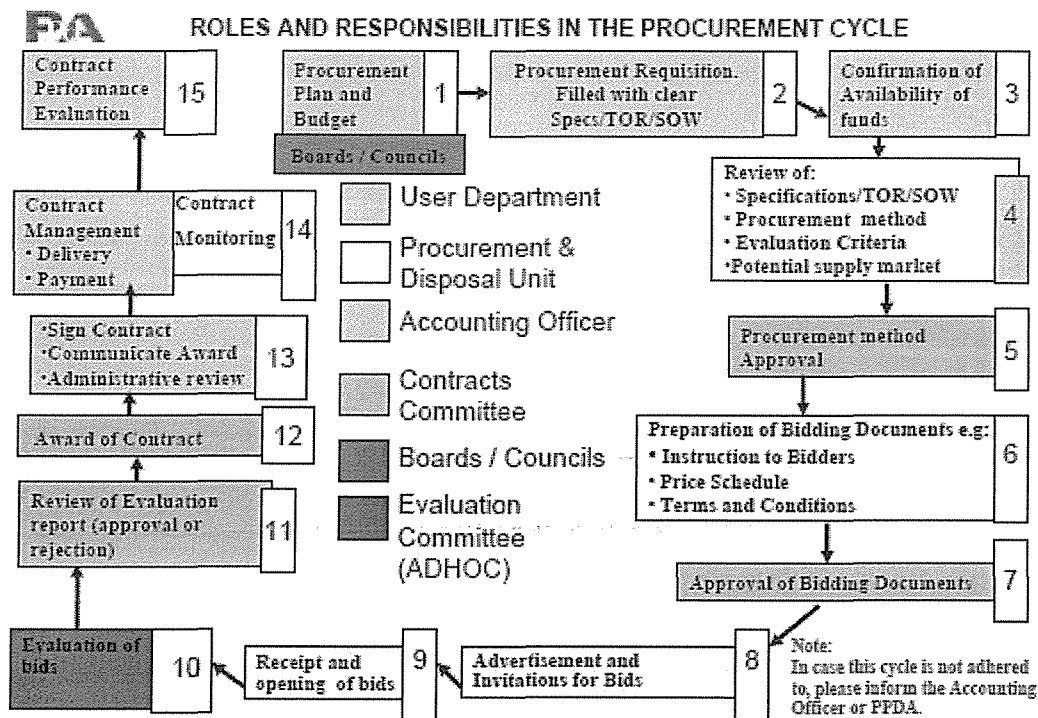 PPDA
ROLES AND RESPONSIBILITIES IN THE PROCUREMENT CYCLE
Procurement
Plan and
Budget
1
Boards / Councils
Procurement Requisition.
Filled with clear
Specs/TOR/SOW
2
Confirmation of
Availability of
funds
3
Review of:
• Specifications/TOR/SOW
• Procurement method
• Evaluation Criteria
•Potential supply market
4
Procurement method
Approval
5
Preparation of Bidding Documents e.g:
• Instruction to Bidders
• Price Schedule
• Terms and Conditions
6
Approval of Bidding Documents
7
Advertisement and
Invitations for Bids
8
Receipt and
opening of bids
9
Evaluation of
bids
10
Review of Evaluation
report (approval or
rejection)
11
Award of Contract
12
•Sign Contract
•Communicate Award
•Administrative review
13
Contract
Management
• Delivery
• Payment
Contract
Monitoring
14
Contract
Performance
Evaluation
15
User Department
Procurement &
Disposal Unit
Accounting Officer
Contracts
Committee
Boards / Councils
Evaluation
Committee
(ADHOC)
Note:
In case this cycle is not adhered
to, please inform the Accounting
Officer or PPDA.